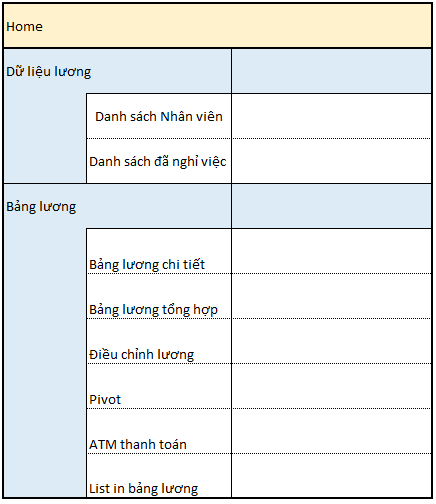 Home
Dữ liệu lương
Danh sách Nhân viên
Danh sách đã nghỉ việc
Bảng lương
Bảng lương chi tiết
Bảng lương tổng hợp
Điều chỉnh lương
Pivot
ATM thanh toán
List in bảng lương